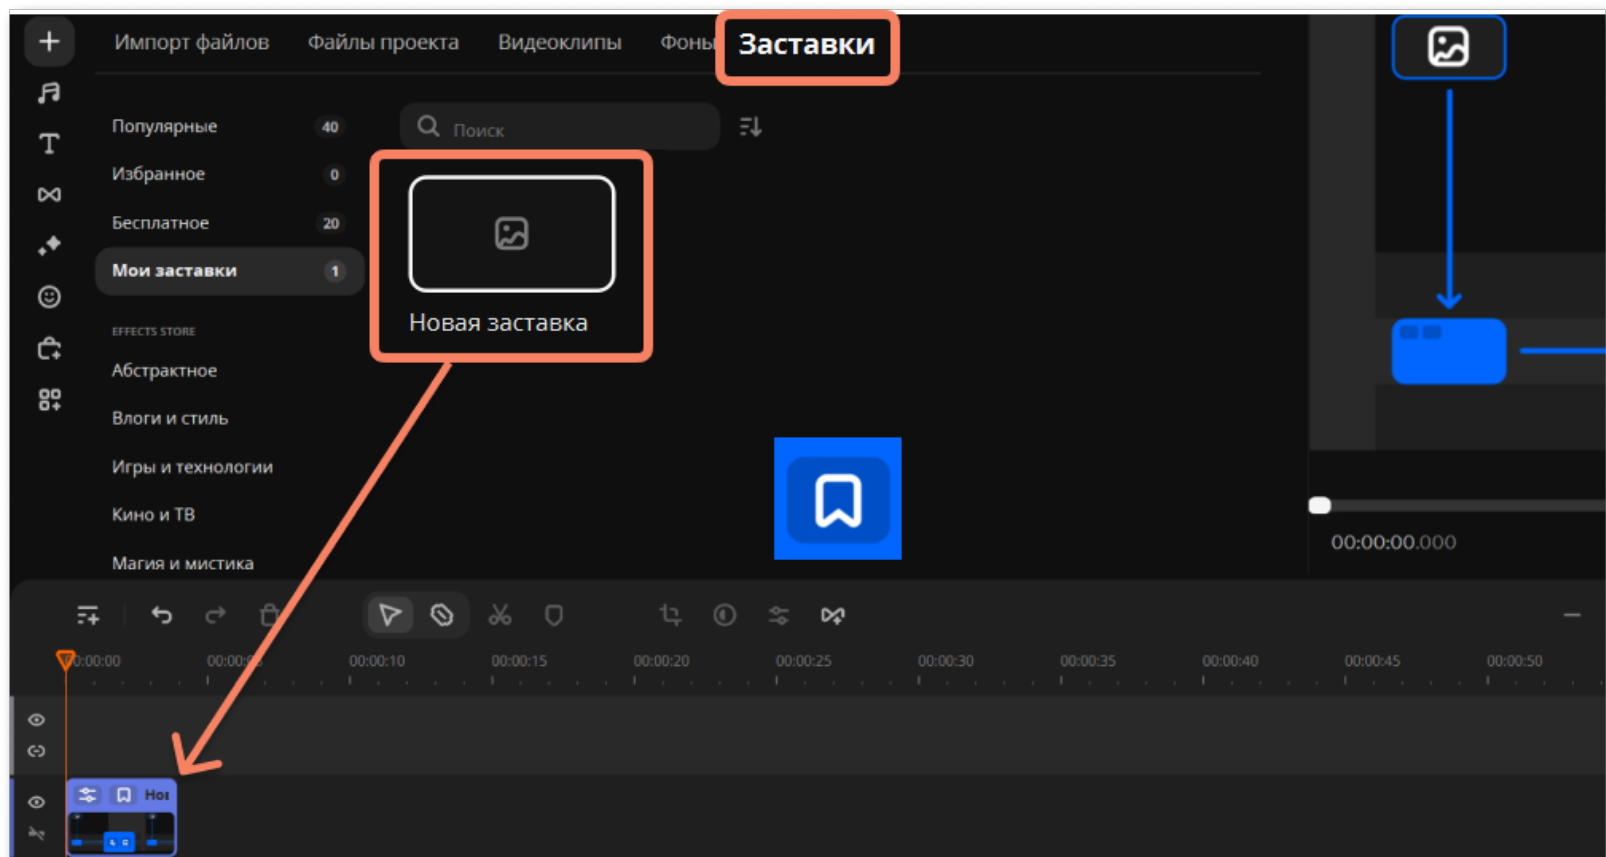 Импорт файлов Файлы проекта Видеоклипы Фоны Заставки
Популярные 40
Поиск
Избранное 0
Бесплатное 20
Мои заставки 1
Новая заставка
EFFECTS STORE
Абстрактное
Влоги и стиль
Игры и технологии
Кино и ТВ
Магия и мистика
00:00:00.000
00:00:10 00:00:15 00:00:20 00:00:25 00:00:30 00:00:35 00:00:40 00:00:45 00:00:50